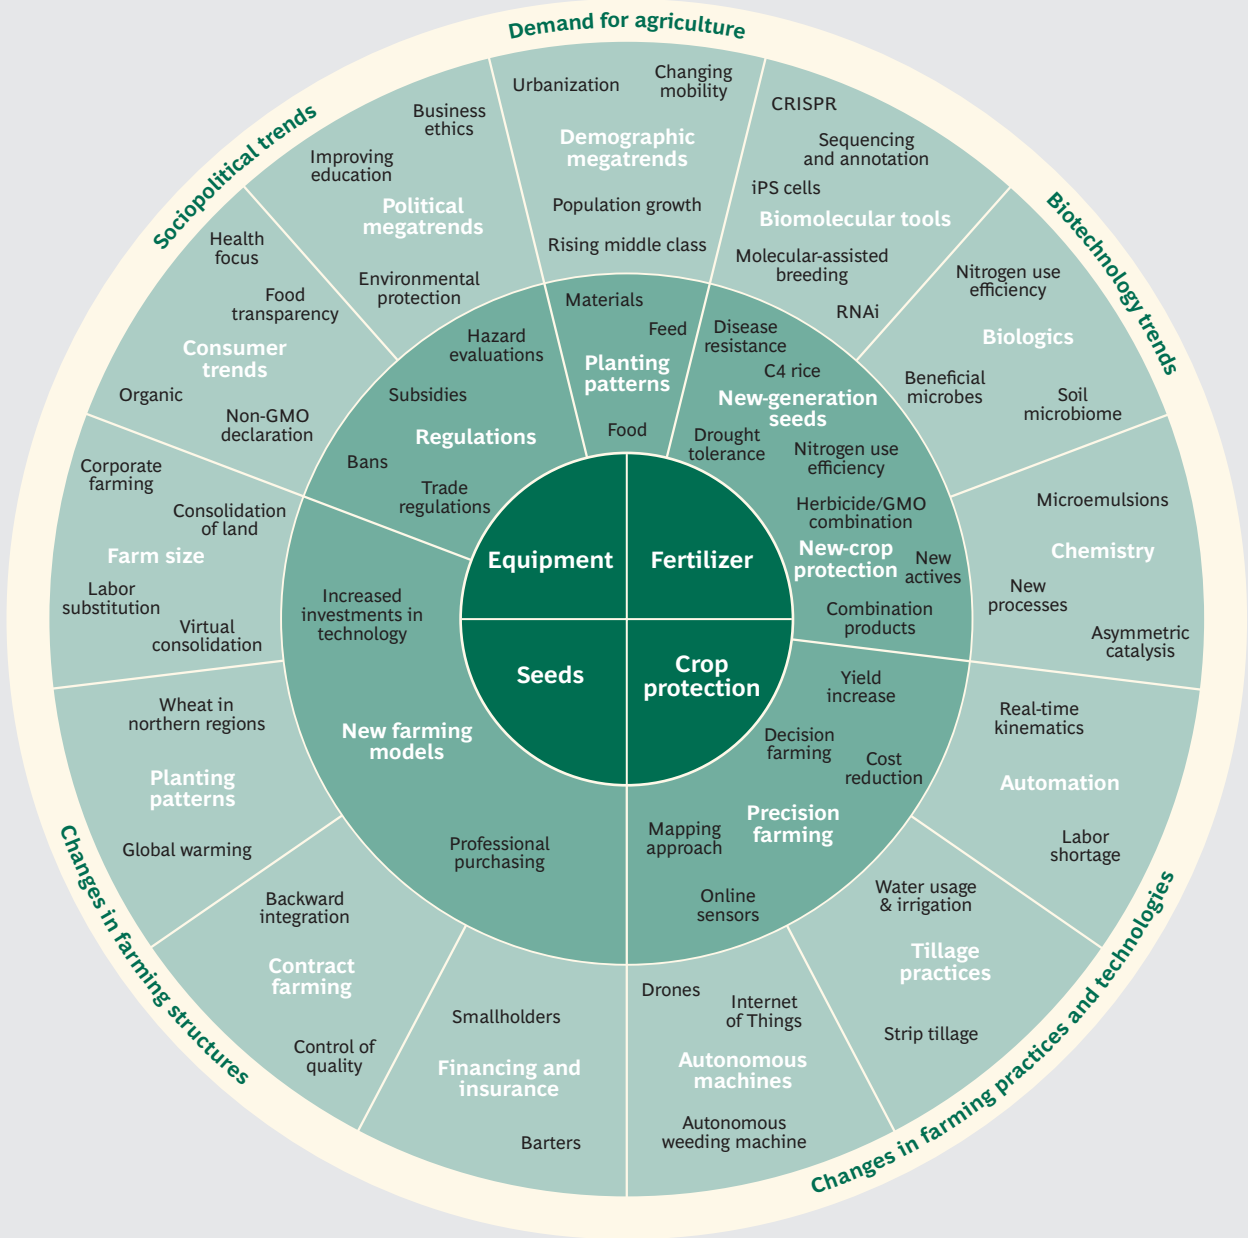 Demand for agriculture
Urbanization
Changing
mobility
Demographic
megatrends
Population growth
Rising middle class
Biotechnology trends
CRISPR
Sequencing
and annotation
iPS cells
Biomolecular tools
Molecular-assisted
breeding
RNAi
Nitrogen use
efficiency
Biologics
Beneficial
microbes
Soil
microbiome
Microemulsions
Chemistry
New
processes
Asymmetric
catalysis
Changes in farming practices and technologies
Real-time
kinematics
Automation
Labor
shortage
Water usage
& irrigation
Tillage
practices
Strip tillage
Drones
Internet
of Things
Autonomous
machines
Autonomous
weeding machine
Changes in farming structures
Smallholders
Financing and
insurance
Barters
Backward
integration
Contract
farming
Control of
quality
Wheat in
northern regions
Planting
patterns
Global warming
Corporate
farming
Consolidation
of land
Farm size
Labor
substitution
Virtual
consolidation
Sociopolitical trends
Health
focus
Food
transparency
Consumer
trends
Organic
Non-GMO
declaration
Business
ethics
Improving
education
Political
megatrends
Environmental
protection
Materials
Feed
Planting
patterns
Food
Disease
resistance
C4 rice
New-generation
seeds
Drought
tolerance
Nitrogen use
efficiency
Herbicide/GMO
combination
New-crop
protection
New
actives
Combination
products
Yield
increase
Decision
farming
Cost
reduction
Precision
farming
Mapping
approach
Online
sensors
Increased
investments in
technology
New farming
models
Professional
purchasing
Hazard
evaluations
Subsidies
Regulations
Bans
Trade
regulations
Equipment
Fertilizer
Seeds
Crop
protection